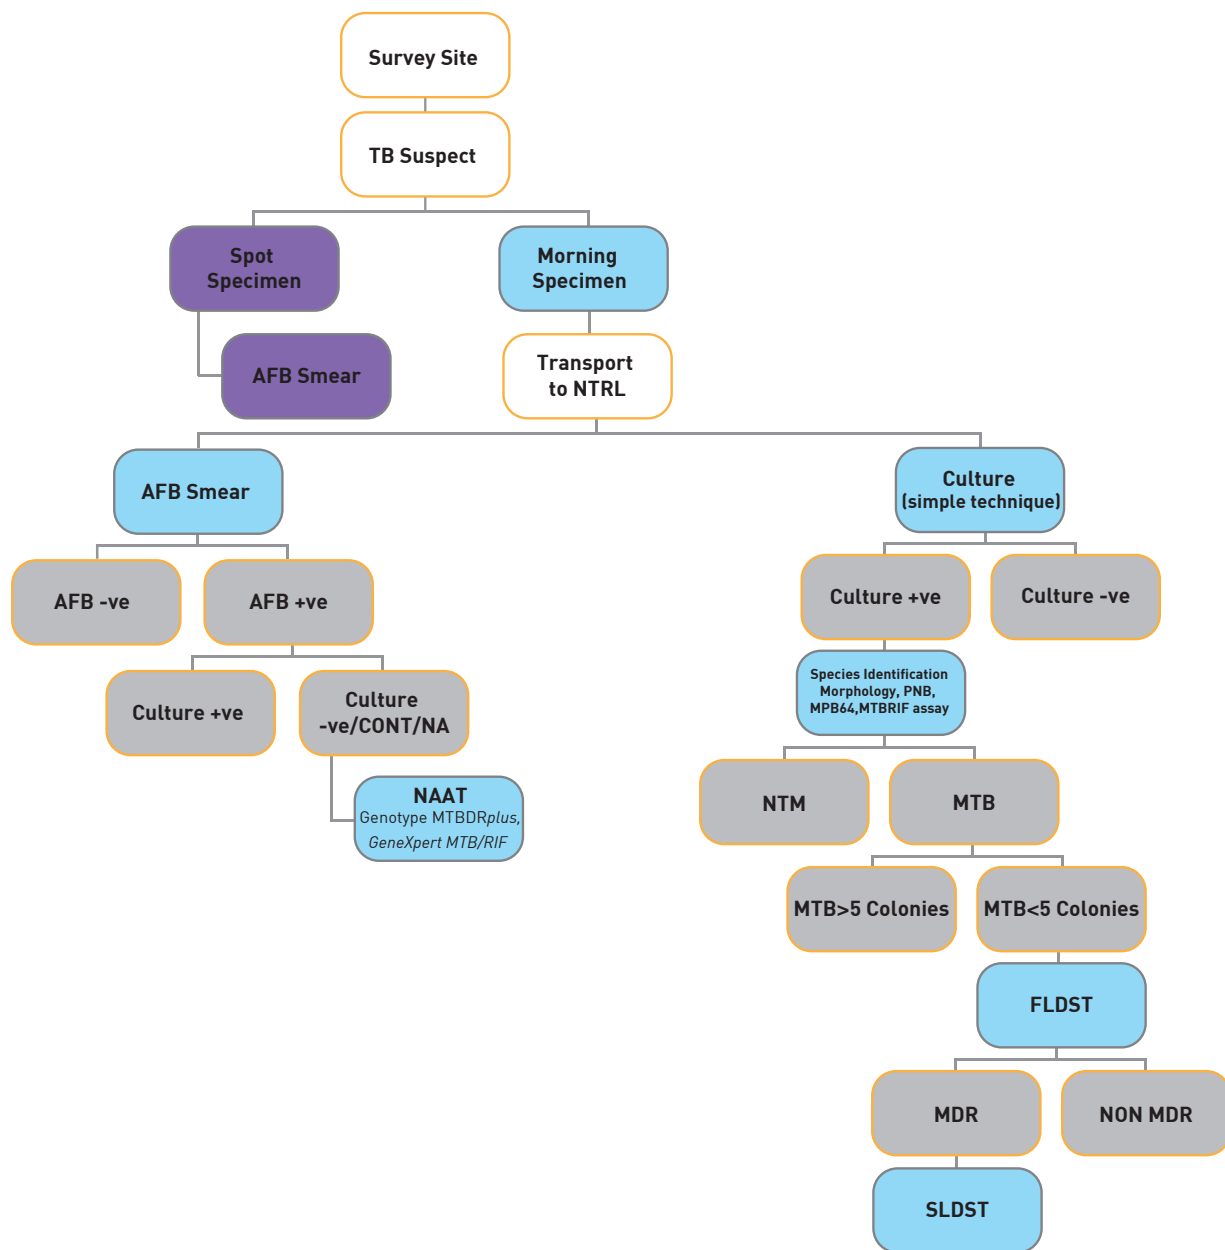 Survey Site
TB Suspect
Spot
Specimen
Morning
Specimen
AFB Smear
Transport
to NTRL
AFB Smear
Culture
(simple technique)
AFB -ve
AFB +ve
Culture +ve
Culture -ve
Culture +ve
Culture
-ve/CONT/NA
Species Identification
Morphology, PNB,
MPB64,MTBRIF assay
NAAT
Genotype MTBDRplus,
GeneXpert MTB/RIF
NTM
MTB
MTB>5 Colonies
MTB<5 Colonies
FLDST
MDR
NON MDR
SLDST